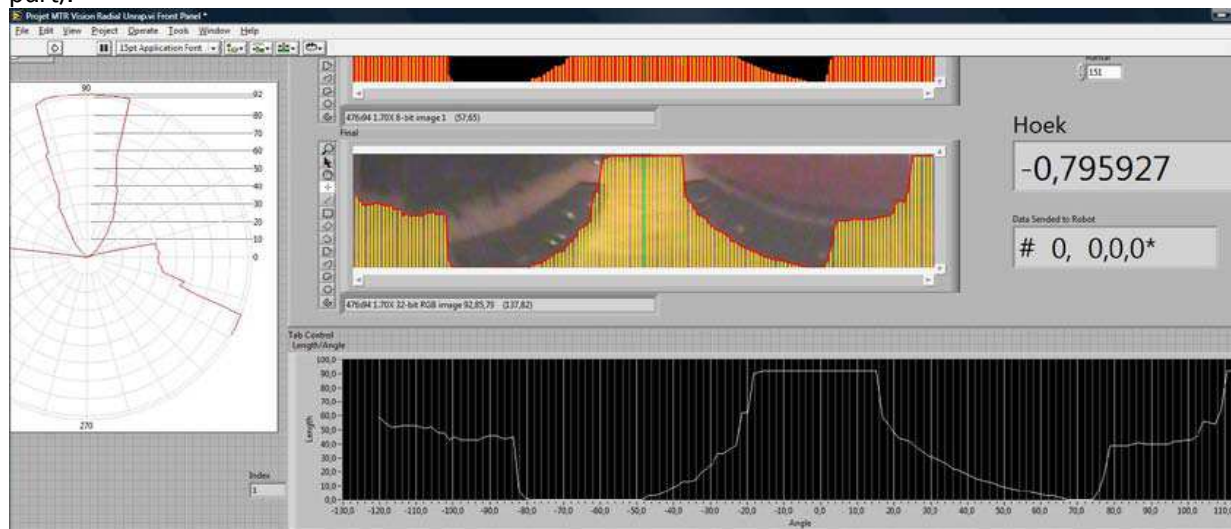 part).
Projet MTR Vision Radial Unrap.vi Front Panel *
File Edit View Project Operate Tools Window Help
15pt Application Font
90
92
80
70
60
50
40
30
20
10
0
270
Index
1
476x94 1.70X 8-bit image 1 (57,65)
Final
476x94 1.70X 32-bit RGB image 92,85,73 (137,82)
151
Hoek
-0,795927
Data Sended to Robot
# 0, 0,0,0*
Tab Control
Length/Angle
100,0
90,0
80,0
70,0
60,0
50,0
40,0
30,0
20,0
10,0
0,0
Length
-130,0 -120,0 -110,0 -100,0 -90,0 -80,0 -70,0 -60,0 -50,0 -40,0 -30,0 -20,0 -10,0 0,0 10,0 20,0 30,0 40,0 50,0 60,0 70,0 80,0 90,0 100,0 110,0
Angle